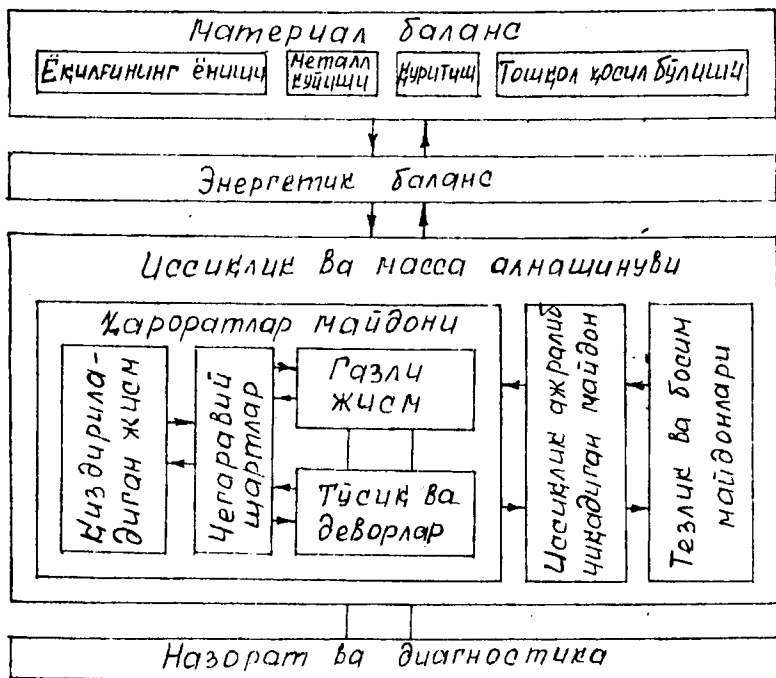 Материал баланс
Ёқилғининг ёниши
Металл
куйиши
Қуритиш
Тошқол ҳосил бўлиши
Энергетик баланс
Иссиқлик ва масса алмашинуви
Ҳароратлар майдони
Қиздирила-
диган жисм
Чегаравий
шартлар
Газли
жисм
Тўсиқ ва
деворлар
Иссиқлик ажралиб
чиқадиган майдон
Тезлик ва босим
майдонлари
Назорат ва диагностика